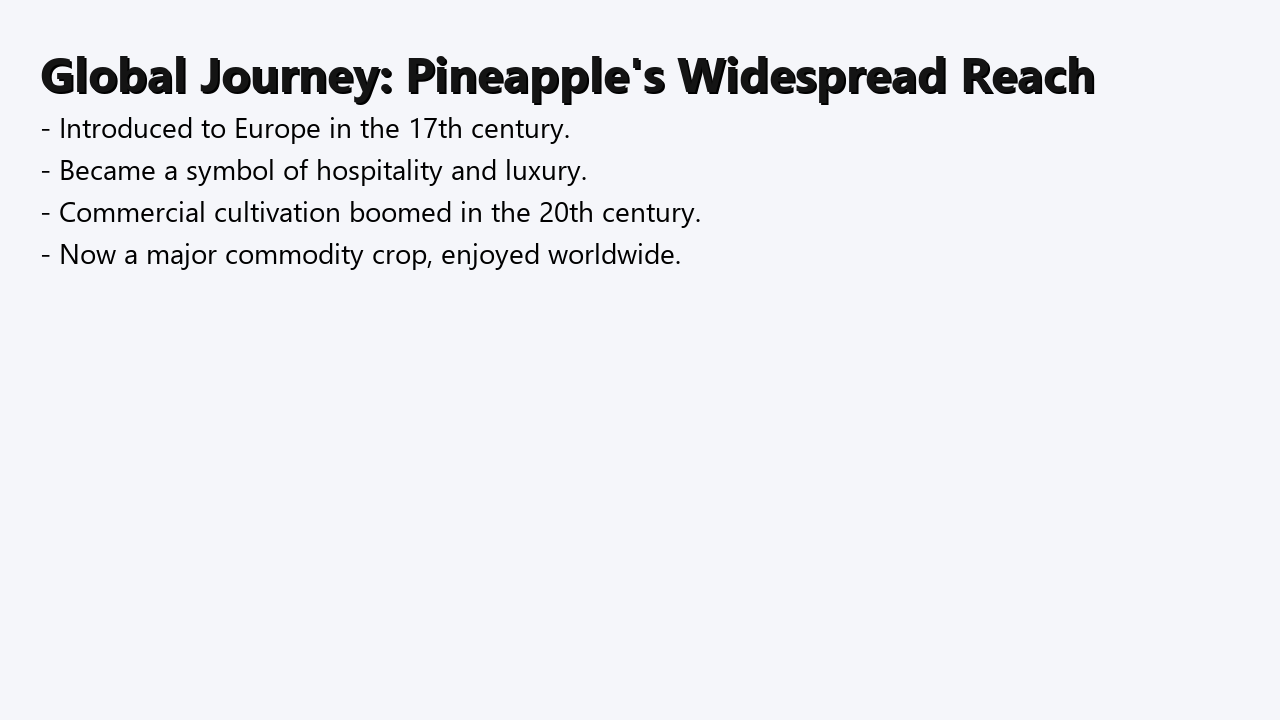 Global Journey: Pineapple's Widespread Reach
- Introduced to Europe in the 17th century.
- Became a symbol of hospitality and luxury.
- Commercial cultivation boomed in the 20th century.
- Now a major commodity crop, enjoyed worldwide.